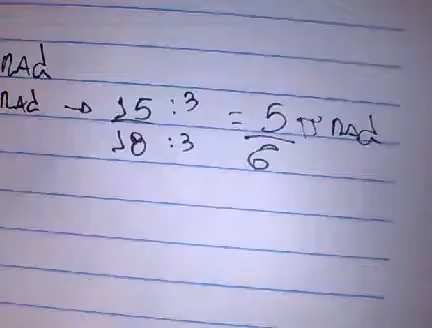 rad
rad → 15 :3 = 5 π rad
18 :3 6